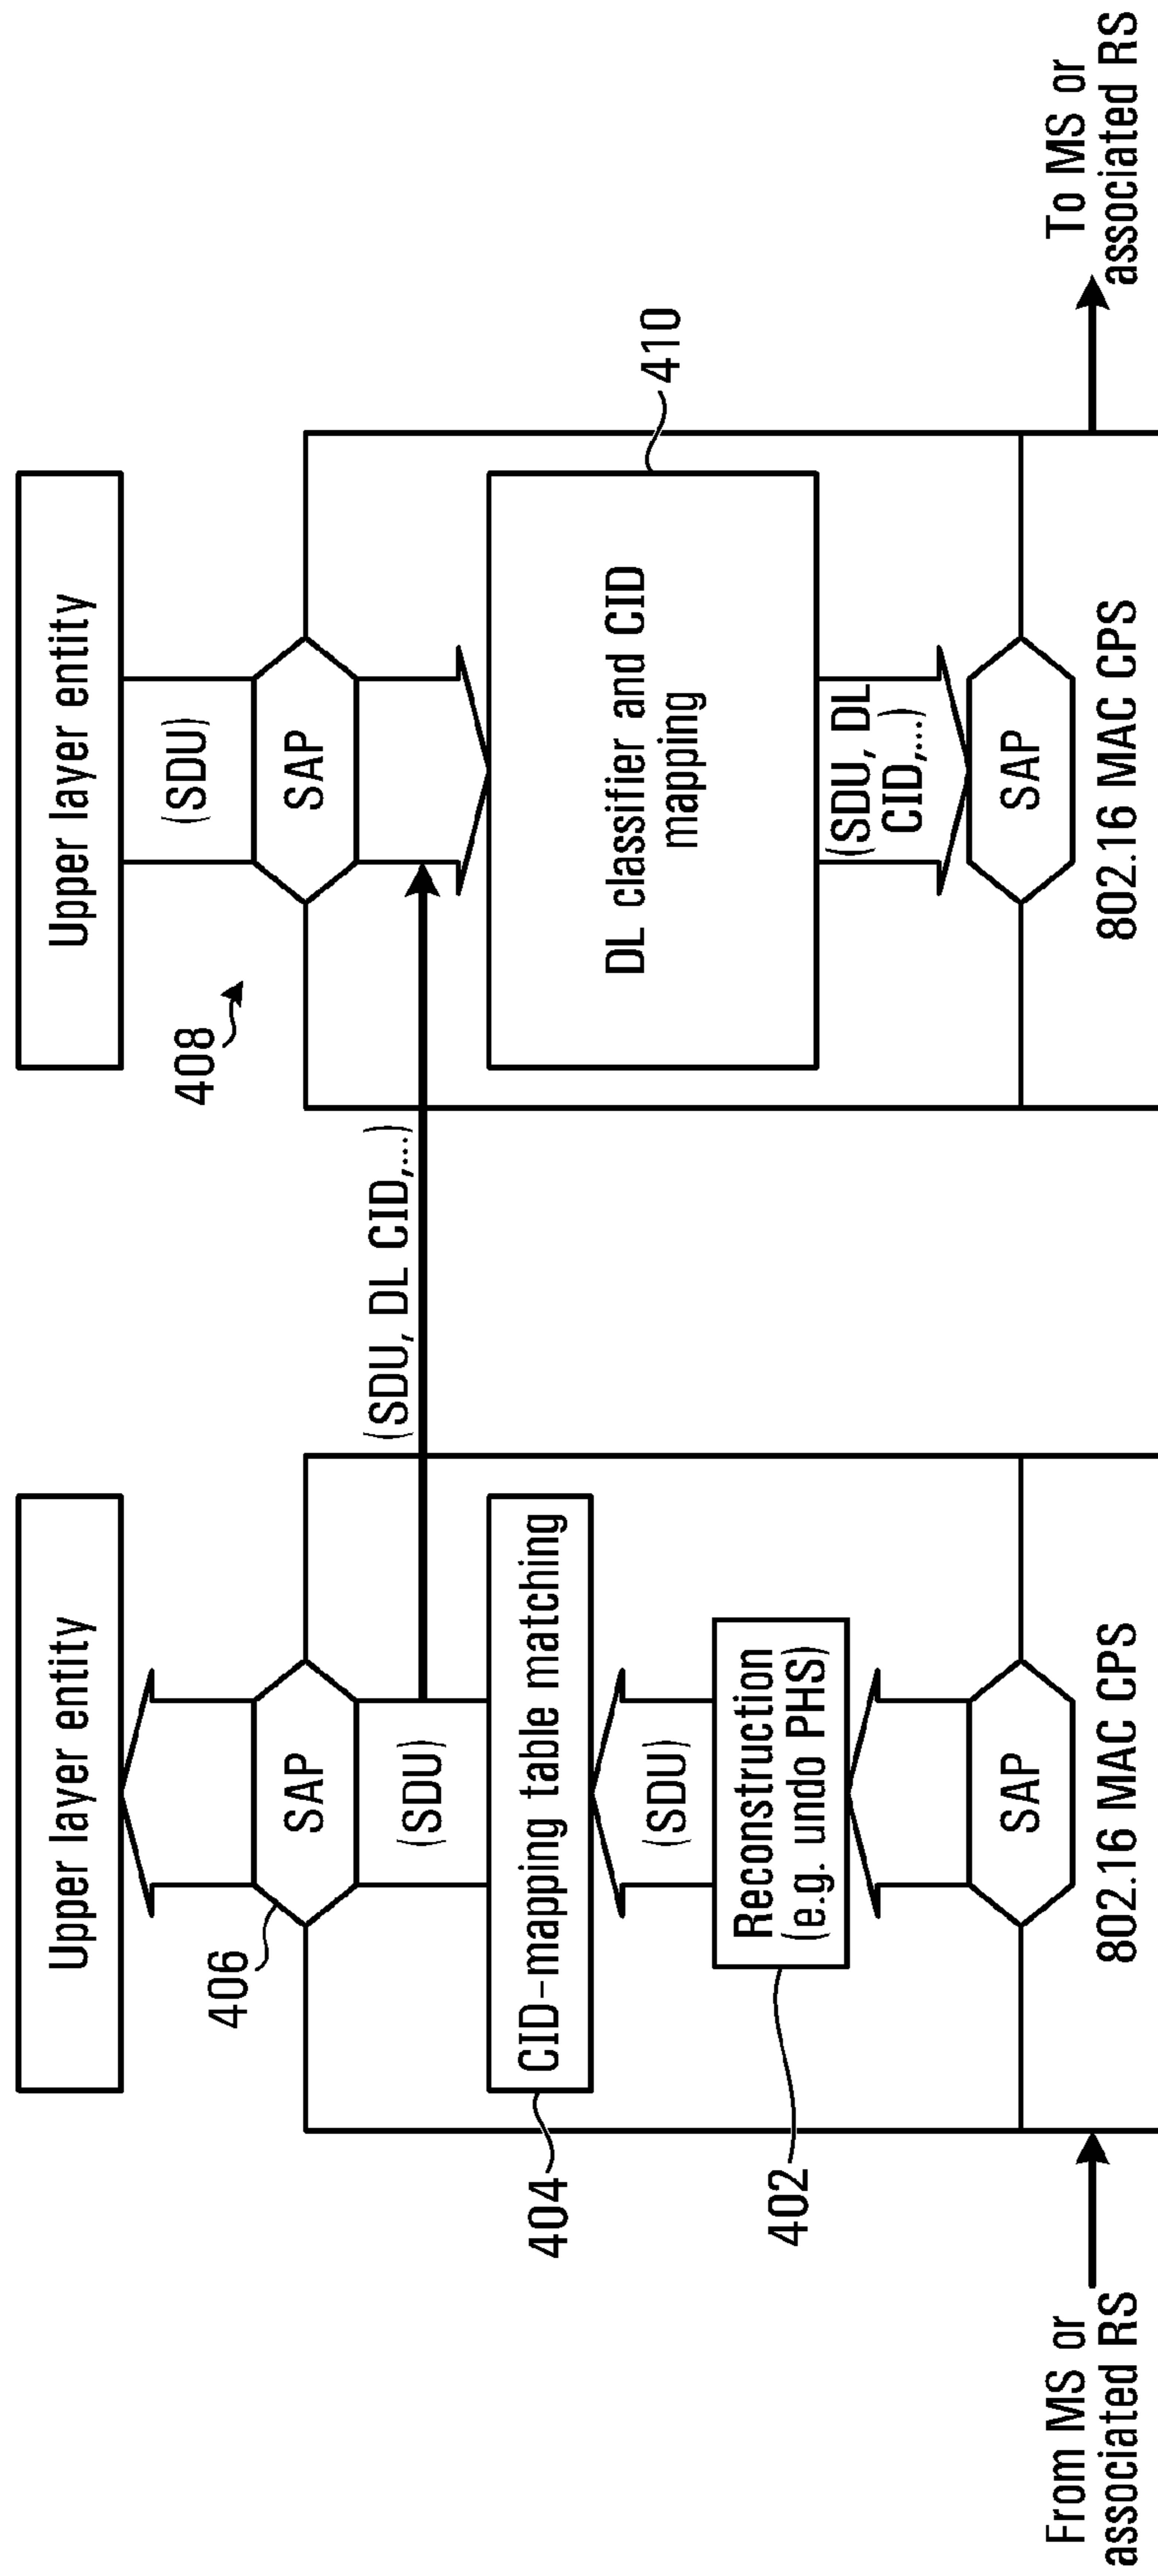 Upper layer entity
406
SAP
(SDU)
404
CID-mapping table matching
(SDU)
402
Reconstruction
(e.g. undo PHS)
SAP
802.16 MAC CPS
From MS or
associated RS
(SDU, DL CID,...)
Upper layer entity
408
(SDU)
SAP
410
DL classifier and CID
mapping
(SDU, DL
CID,...)
SAP
802.16 MAC CPS
To MS or
associated RS